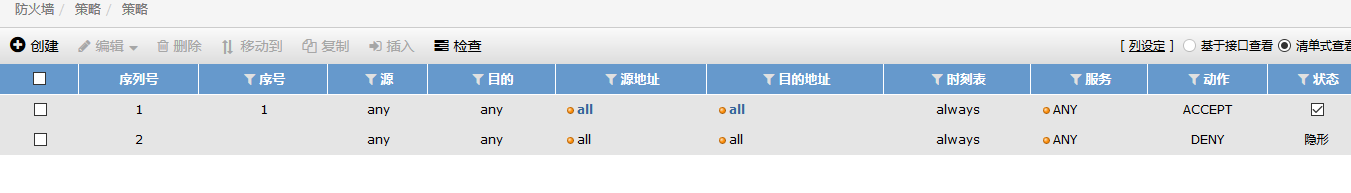 防火墙 / 策略 / 策略
创建 编辑 删除 移动到 复制 插入 检查 [ 列设定 ] 基于接口查看 清单式查看
序列号 序号 源 目的 源地址 目的地址 时刻表 服务 动作 状态
1 1 any any all all always ANY ACCEPT
2 any any all all always ANY DENY 隐形